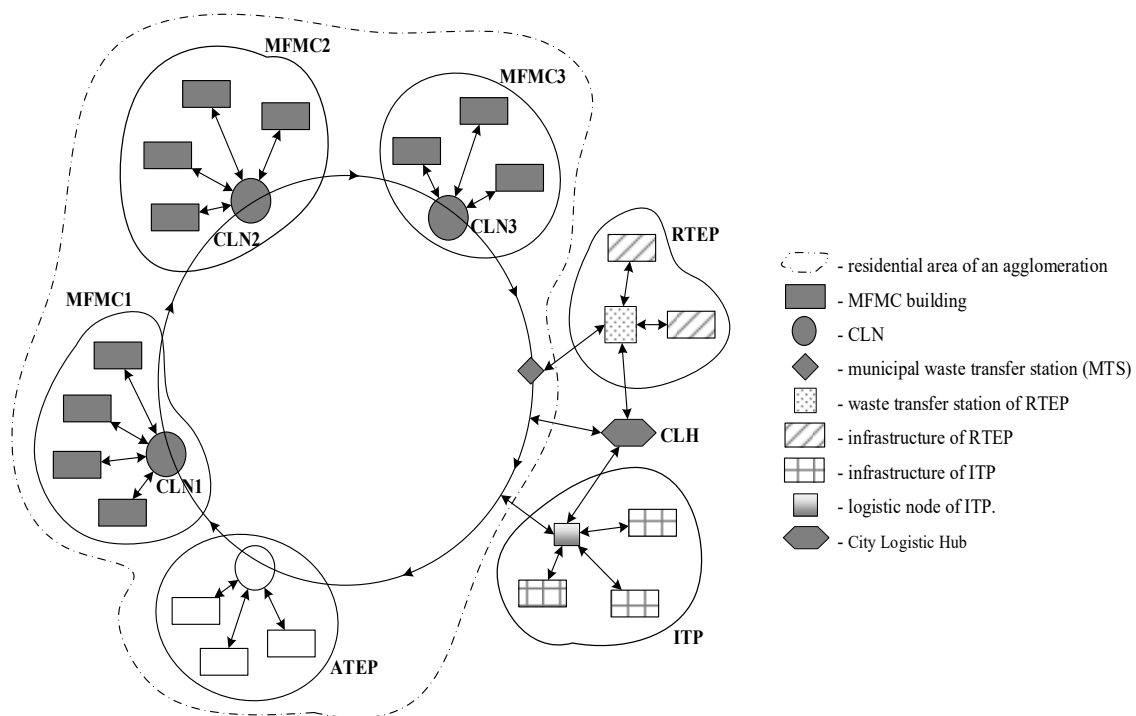 MFMC2
MFMC3
CLN2
CLN3
RTEP
MFMC1
CLN1
CLH
ATEP
ITP
- residential area of an agglomeration
- MFMC building
- CLN
- municipal waste transfer station (MTS)
- waste transfer station of RTEP
- infrastructure of RTEP
- infrastructure of ITP
- logistic node of ITP.
- City Logistic Hub